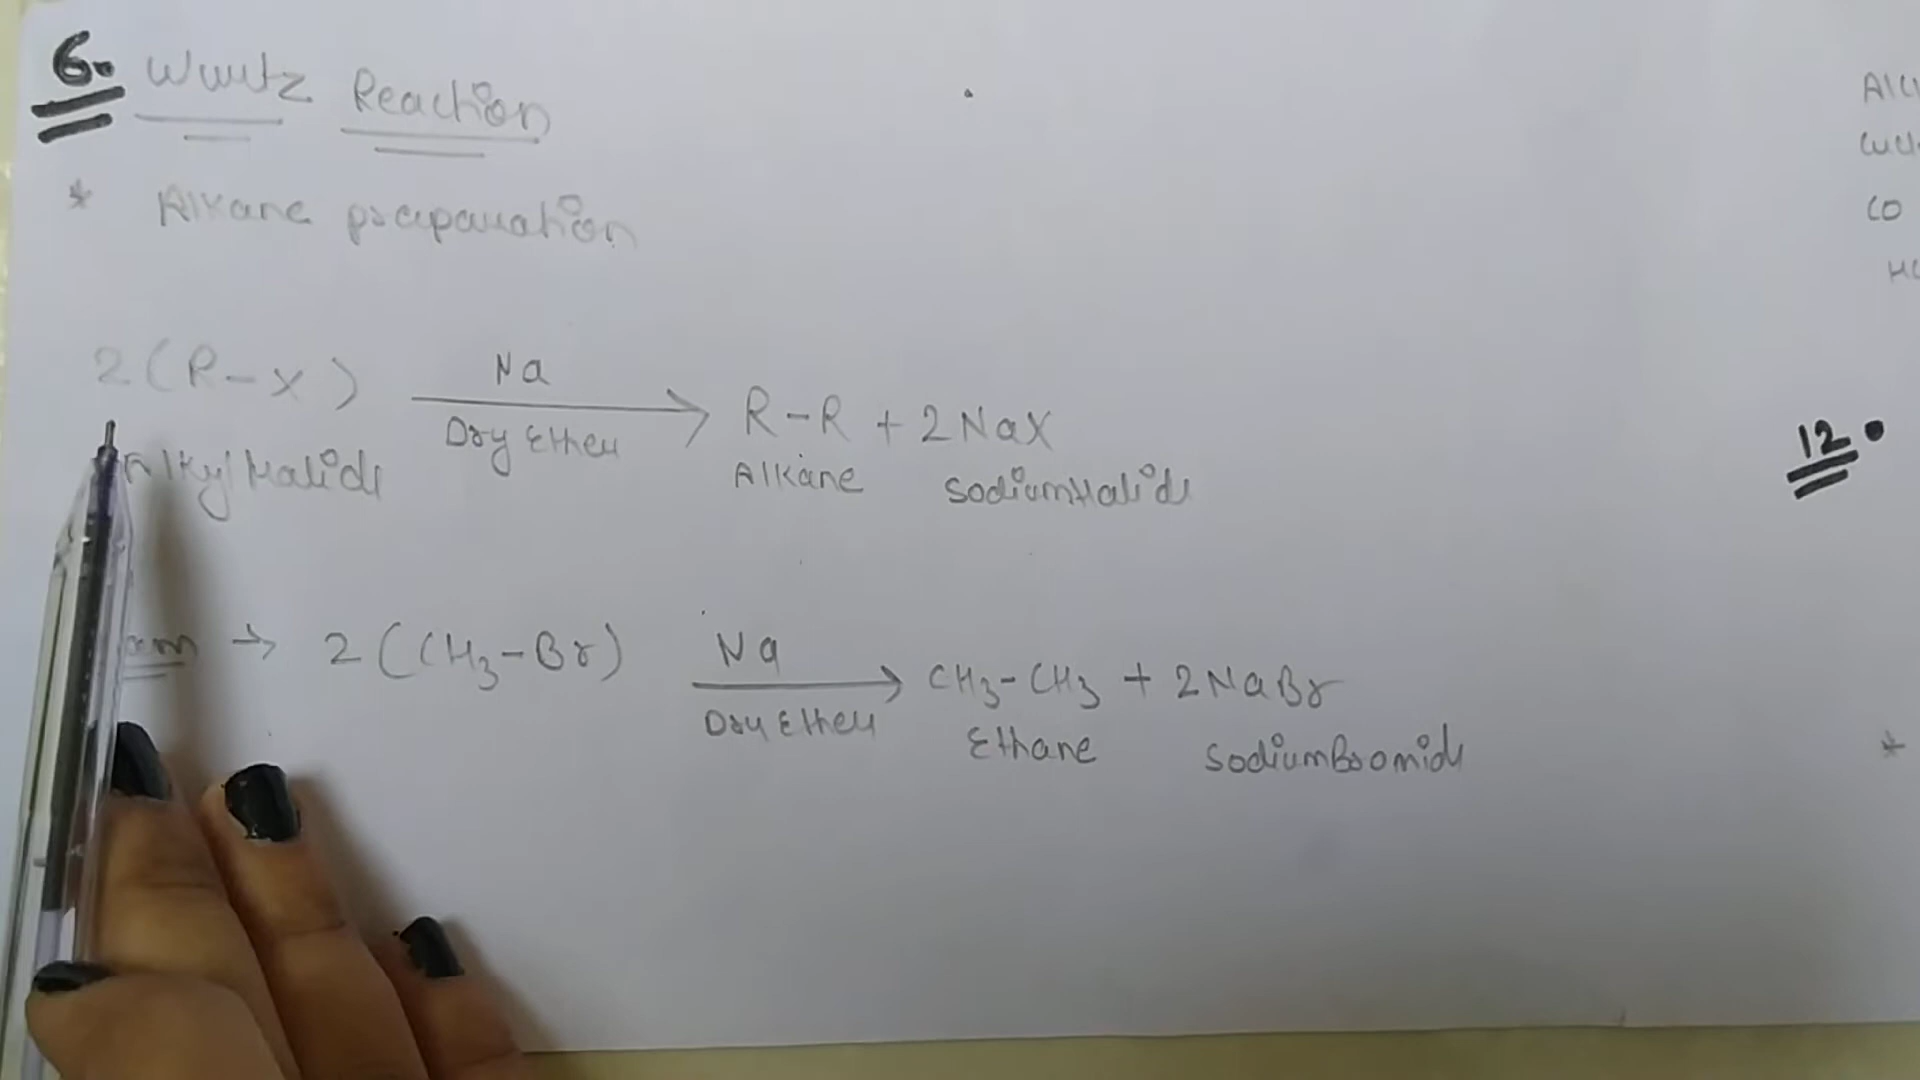 6. Wurtz Reaction
* Alkane preparation
2(R-X) Na Dry Ether → R-R + 2NaX
Alkyl Halide Alkane Sodium Halide
→ 2(CH3-Br) Na Dry Ether → CH3-CH3 + 2NaBr
Ethane Sodium Bromide
CO
12.
*